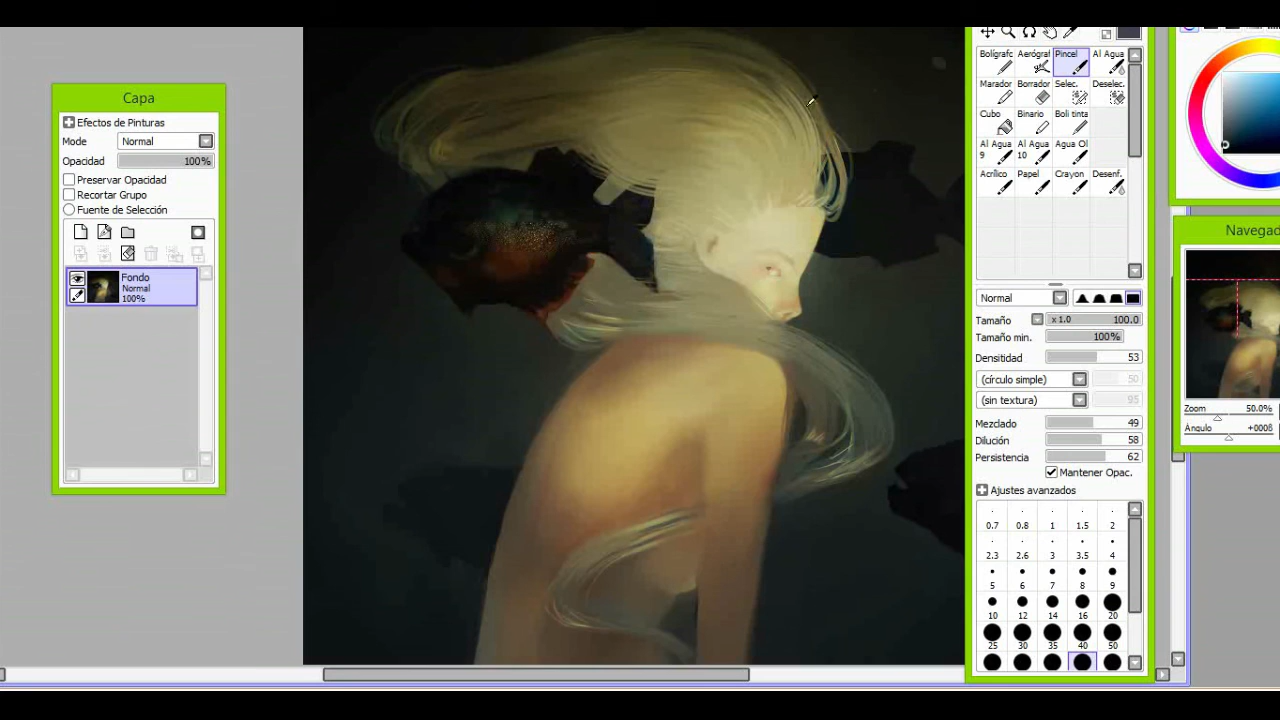 Capa
Efectos de Pinturas
Mode Normal
Opacidad 100%
Preservar Opacidad
Recortar Grupo
Fuente de Selección
Fondo
Normal
100%
Bolígrafc Aerógraf Pincel Al Agua
Marador Borrador Selec. Deselec.
Cubo Binario Boli tinta
Al Agua 9 Al Agua 10 Agua Ol
Acrílico Papel Crayon Desenf.
Normal
Tamaño x 1.0 100.0
Tamaño min. 100%
Densitidad 53
(círculo simple) 50
(sin textura) 95
Mezclado 49
Dilución 58
Persistencia 62
Mantener Opac.
Ajustes avanzados
0.7 0.8 1 1.5 2
2.3 2.6 3 3.5 4
5 6 7 8 9
10 12 14 16 20
25 30 35 40 50
Navegad
Zoom 50.0%
Ángulo